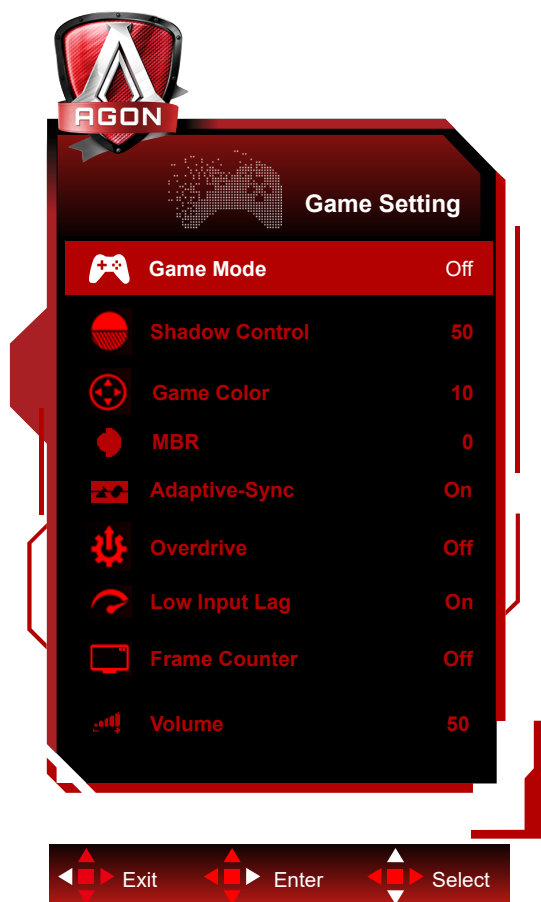 AGON
Game Setting
Game Mode Off
Shadow Control 50
Game Color 10
MBR 0
Adaptive-Sync On
Overdrive Off
Low Input Lag On
Frame Counter Off
Volume 50
Exit Enter Select